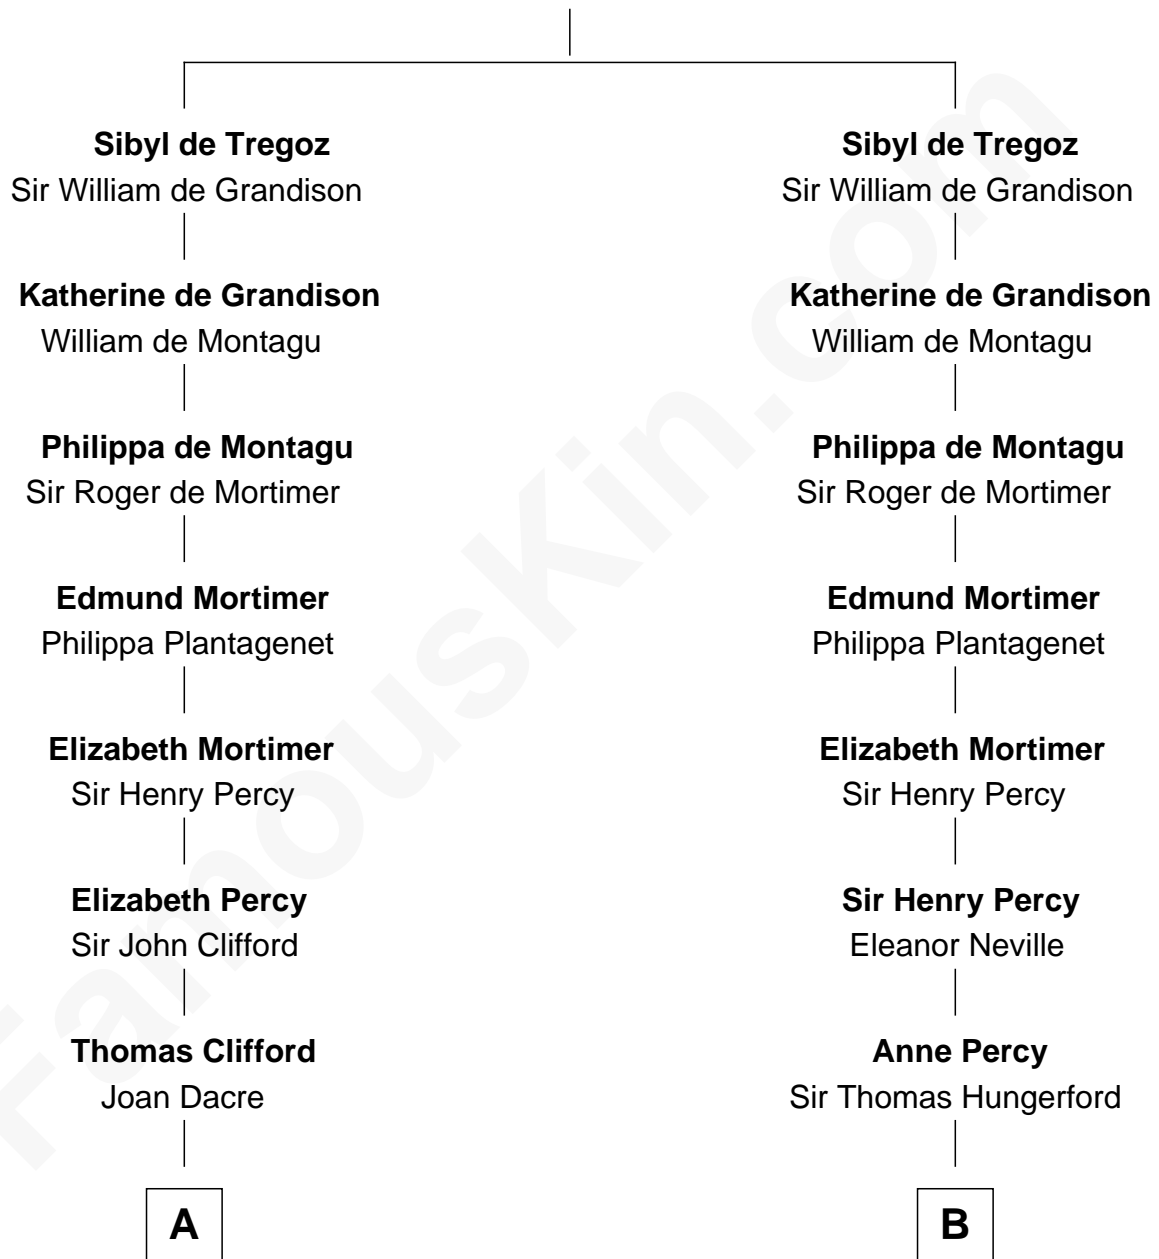 Sibyl de Tregoz
Sir William de Grandison
Sibyl de Tregoz
Sir William de Grandison
Katherine de Grandison
William de Montagu
Katherine de Grandison
William de Montagu
Philippa de Montagu
Sir Roger de Mortimer
Philippa de Montagu
Sir Roger de Mortimer
Edmund Mortimer
Philippa Plantagenet
Edmund Mortimer
Philippa Plantagenet
Elizabeth Mortimer
Sir Henry Percy
Elizabeth Mortimer
Sir Henry Percy
Elizabeth Percy
Sir John Clifford
Sir Henry Percy
Eleanor Neville
Thomas Clifford
Joan Dacre
Anne Percy
Sir Thomas Hungerford
A
B
FamousKin.com